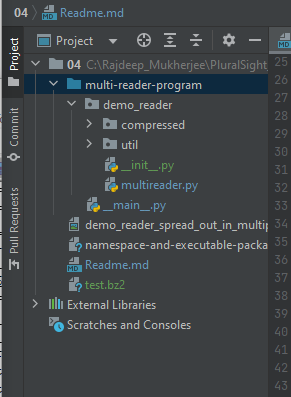 04 Readme.md
Project
25
04 C:\Rajdeep_Mukherjee\PluralSight
26
multi-reader-program
27
demo_reader
28
compressed
29
util
30
__init__.py
31
multireader.py
32
__main__.py
33
demo_reader_spread_out_in_multip
34
namespace-and-executable-packa
35
Readme.md
36
test.bz2
37
External Libraries
38
Scratches and Consoles
39
40
41
42
43
Project
Commit
Pull Requests